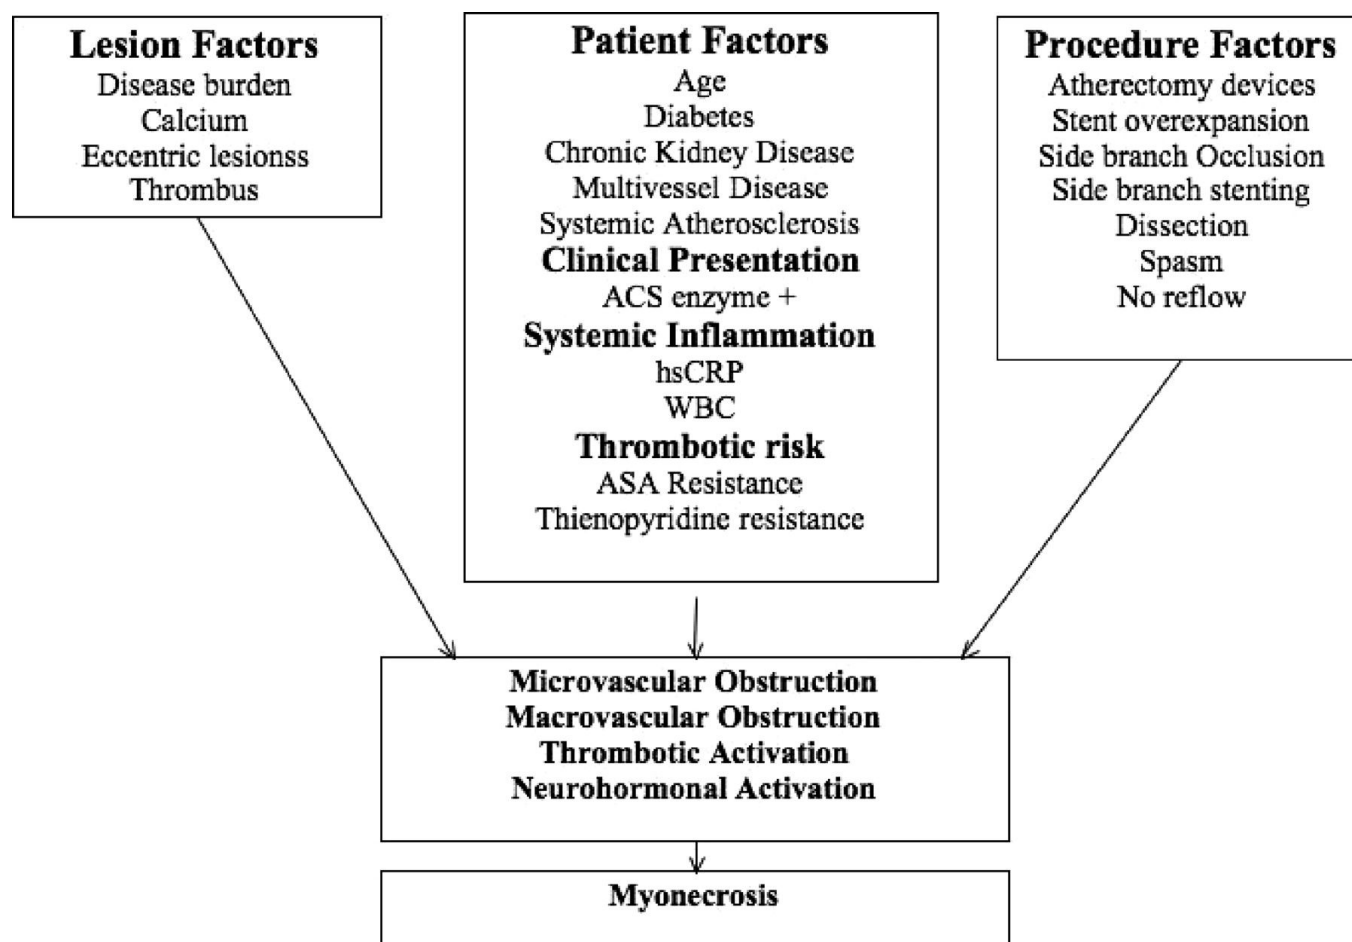 Lesion Factors
Disease burden
Calcium
Eccentric lesionss
Thrombus
Patient Factors
Age
Diabetes
Chronic Kidney Disease
Multivessel Disease
Systemic Atherosclerosis
Clinical Presentation
ACS enzyme +
Systemic Inflammation
hsCRP
WBC
Thrombotic risk
ASA Resistance
Thienopyridine resistance
Procedure Factors
Atherectomy devices
Stent overexpansion
Side branch Occlusion
Side branch stenting
Dissection
Spasm
No reflow
Microvascular Obstruction
Macrovascular Obstruction
Thrombotic Activation
Neurohormonal Activation
Myonecrosis